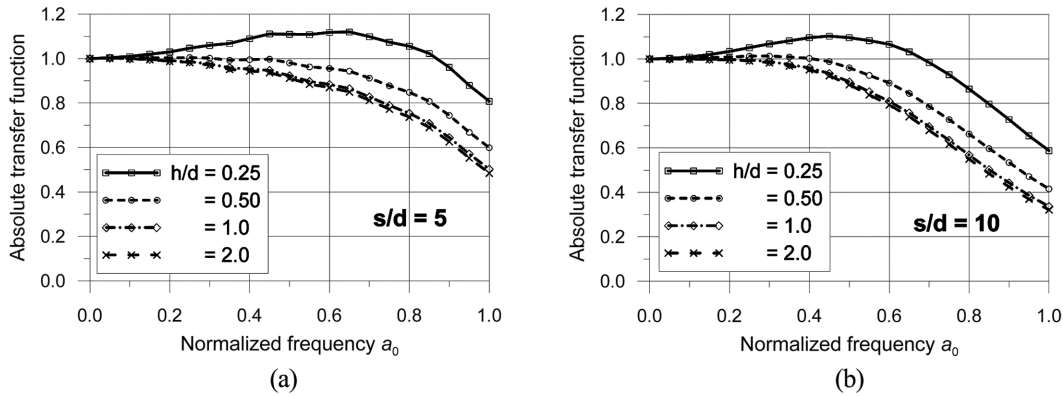 Absolute transfer function
1.2
1.0
0.8
0.6
0.4
0.2
0.0
h/d = 0.25
= 0.50
= 1.0
= 2.0
s/d = 5
0.0 0.2 0.4 0.6 0.8 1.0
Normalized frequency a0
(a)
Absolute transfer function
1.2
1.0
0.8
0.6
0.4
0.2
0.0
h/d = 0.25
= 0.50
= 1.0
= 2.0
s/d = 10
0.0 0.2 0.4 0.6 0.8 1.0
Normalized frequency a0
(b)